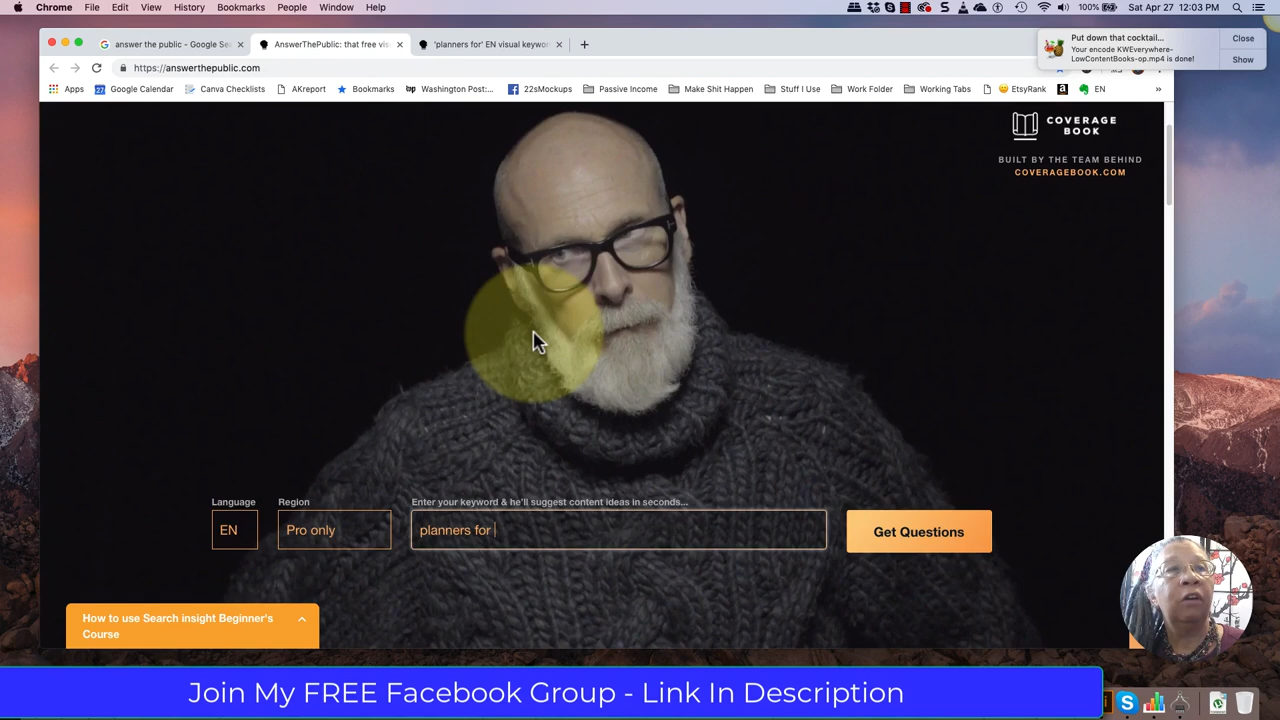 Chrome File Edit View History Bookmarks People Window Help
100% Sat Apr 27 12:03 PM
answer the public - Google Se
AnswerThePublic: that free vis
'planners for' EN visual keywor
Put down that cocktail...
Your encode KWEverywhere-
LowContentBooks-op.mp4 is done!
Close
Show
https://answerthepublic.com
Apps Google Calendar Canva Checklists AKreport Bookmarks Washington Post:... 22sMockups Passive Income Make Shit Happen Stuff I Use Work Folder Working Tabs EtsyRank EN »
COVERAGE
BOOK
BUILT BY THE TEAM BEHIND
COVERAGEBOOK.COM
Language Region Enter your keyword & he'll suggest content ideas in seconds...
EN Pro only planners for Get Questions
How to use Search insight Beginner's
Course
Join My FREE Facebook Group - Link In Description